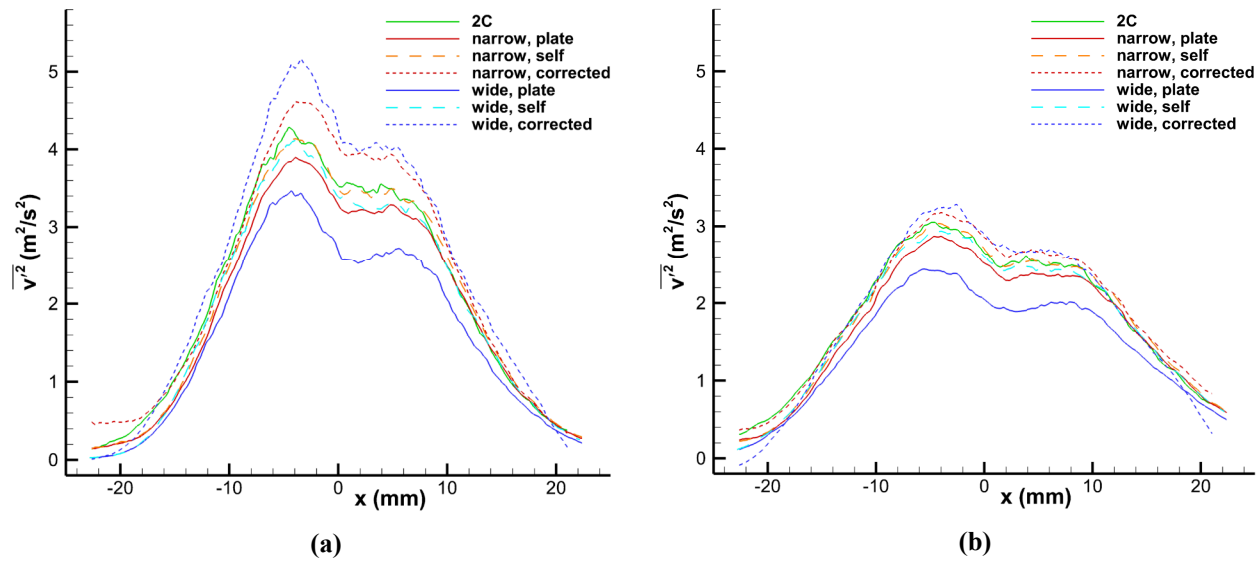 2C
narrow, plate
narrow, self
narrow, corrected
wide, plate
wide, self
wide, corrected
5
4
3
2
1
0
v'² (m²/s²)
-20 -10 0 10 20
x (mm)
(a)
2C
narrow, plate
narrow, self
narrow, corrected
wide, plate
wide, self
wide, corrected
5
4
3
2
1
0
v'² (m²/s²)
-20 -10 0 10 20
x (mm)
(b)